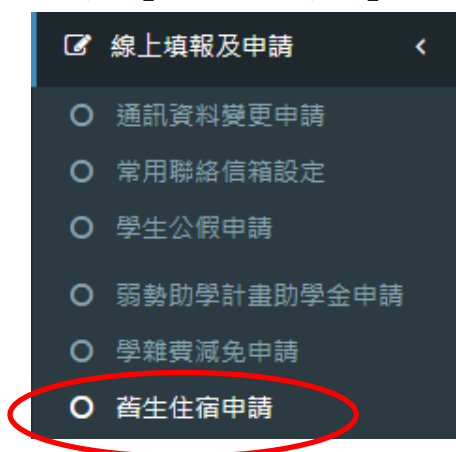 線上填報及申請
通訊資料變更申請
常用聯絡信箱設定
學生公假申請
弱勢助學計畫助學金申請
學雜費減免申請
舊生住宿申請